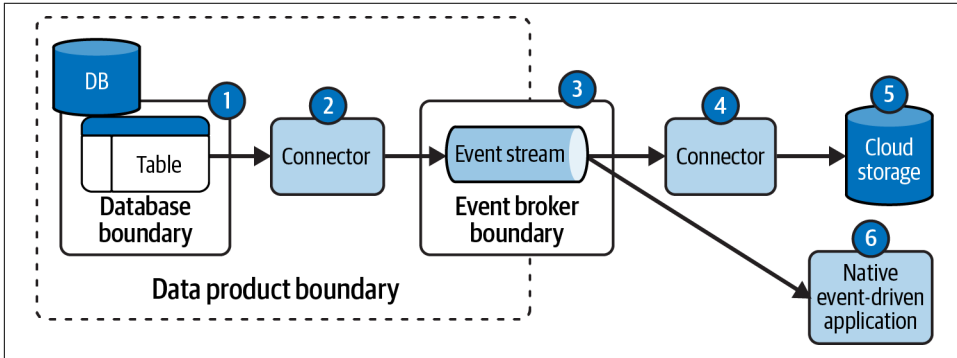 DB
1
Table
Database
boundary
2
Connector
3
Event stream
Event broker
boundary
4
Connector
5
Cloud
storage
6
Native
event-driven
application
Data product boundary